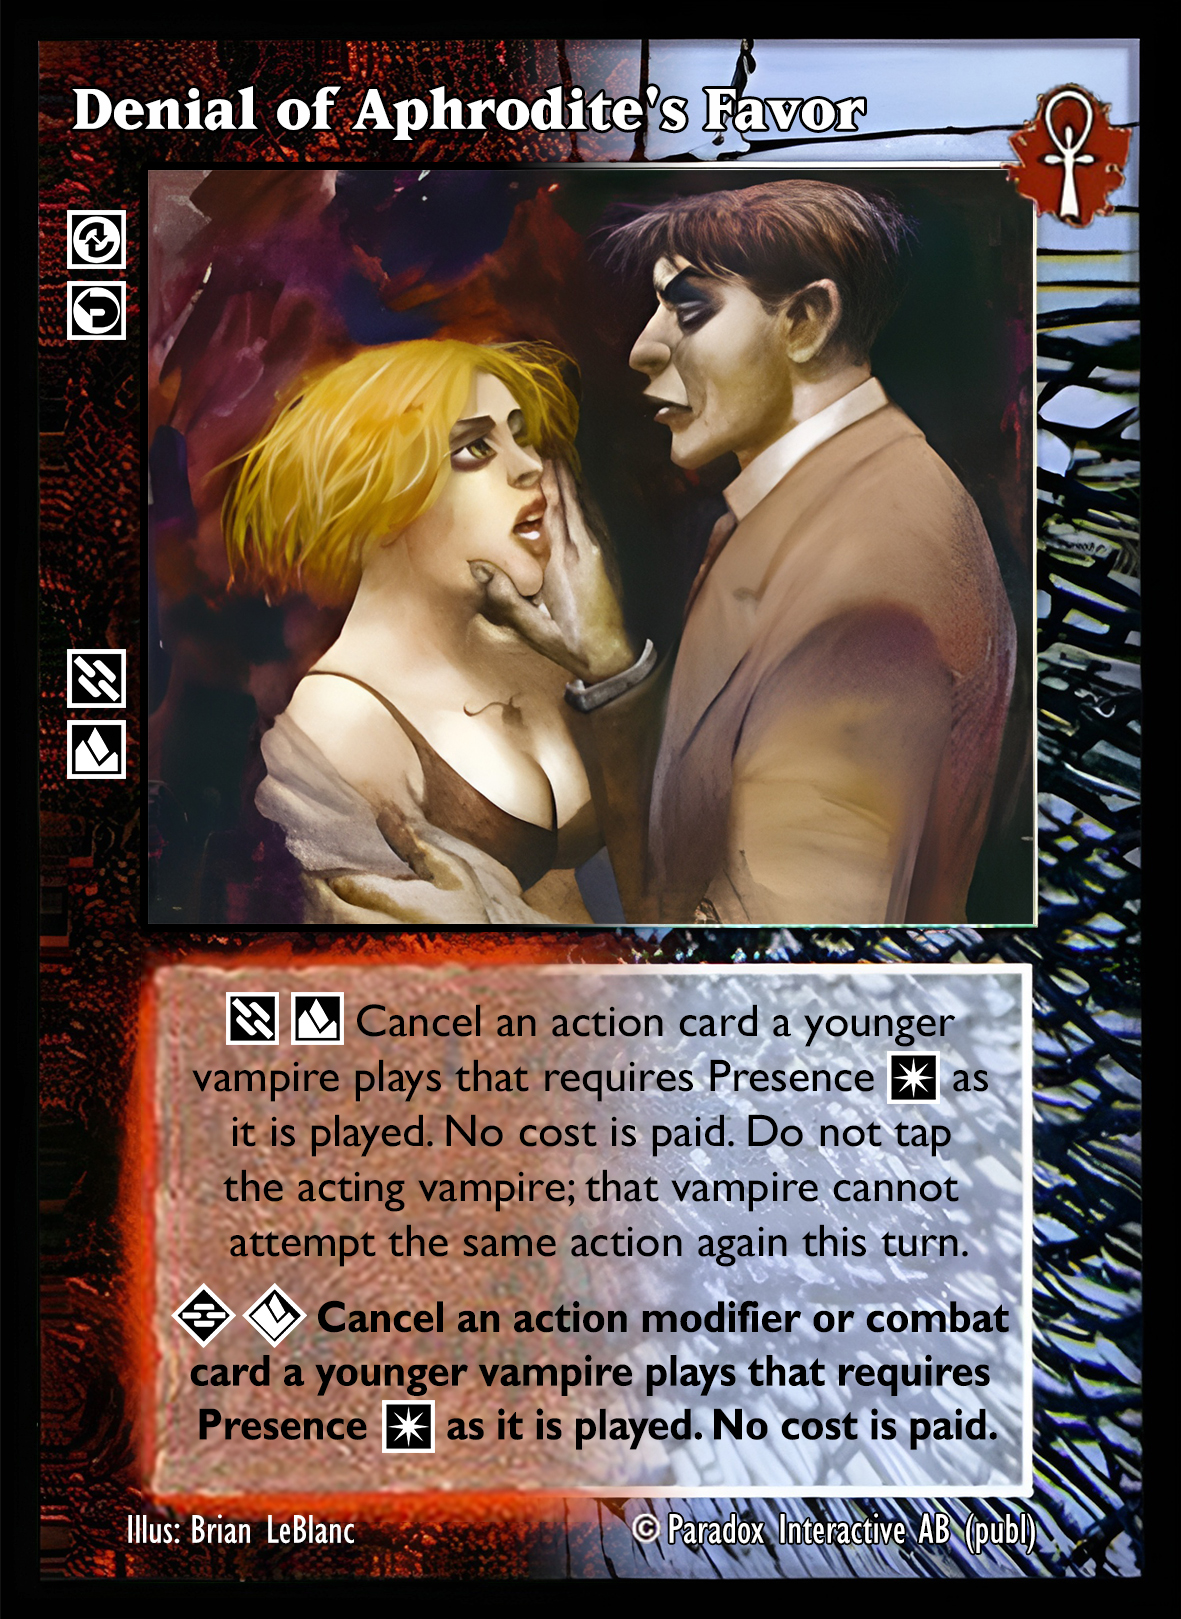 Denial of Aphrodite's Favor
Cancel an action card a younger
vampire plays that requires Presence as
it is played. No cost is paid. Do not tap
the acting vampire; that vampire cannot
attempt the same action again this turn.
Cancel an action modifier or combat
card a younger vampire plays that requires
Presence as it is played. No cost is paid.
Illus: Brian LeBlanc
© Paradox Interactive AB (publ)